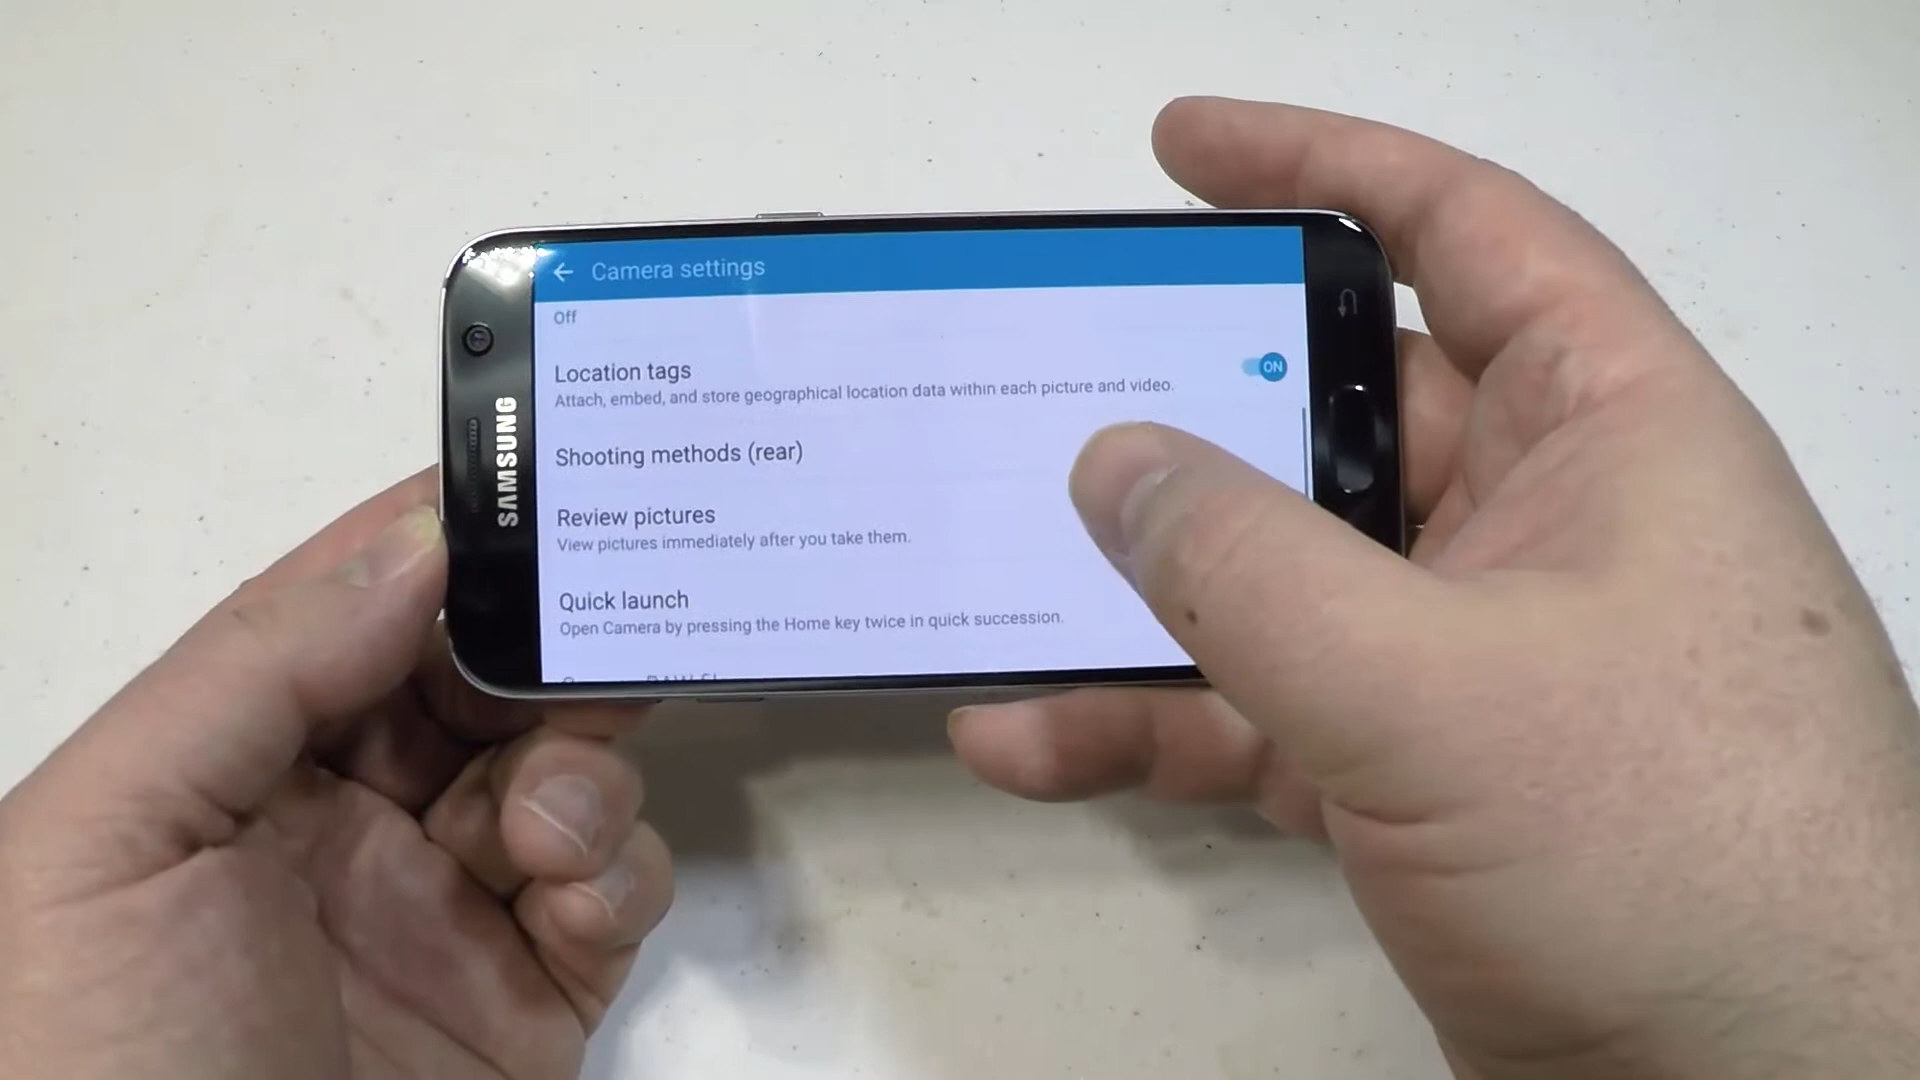 SAMSUNG
Camera settings
Off
Location tags
ON
Attach, embed, and store geographical location data within each picture and video.
Shooting methods (rear)
Review pictures
View pictures immediately after you take them.
Quick launch
Open Camera by pressing the Home key twice in quick succession.